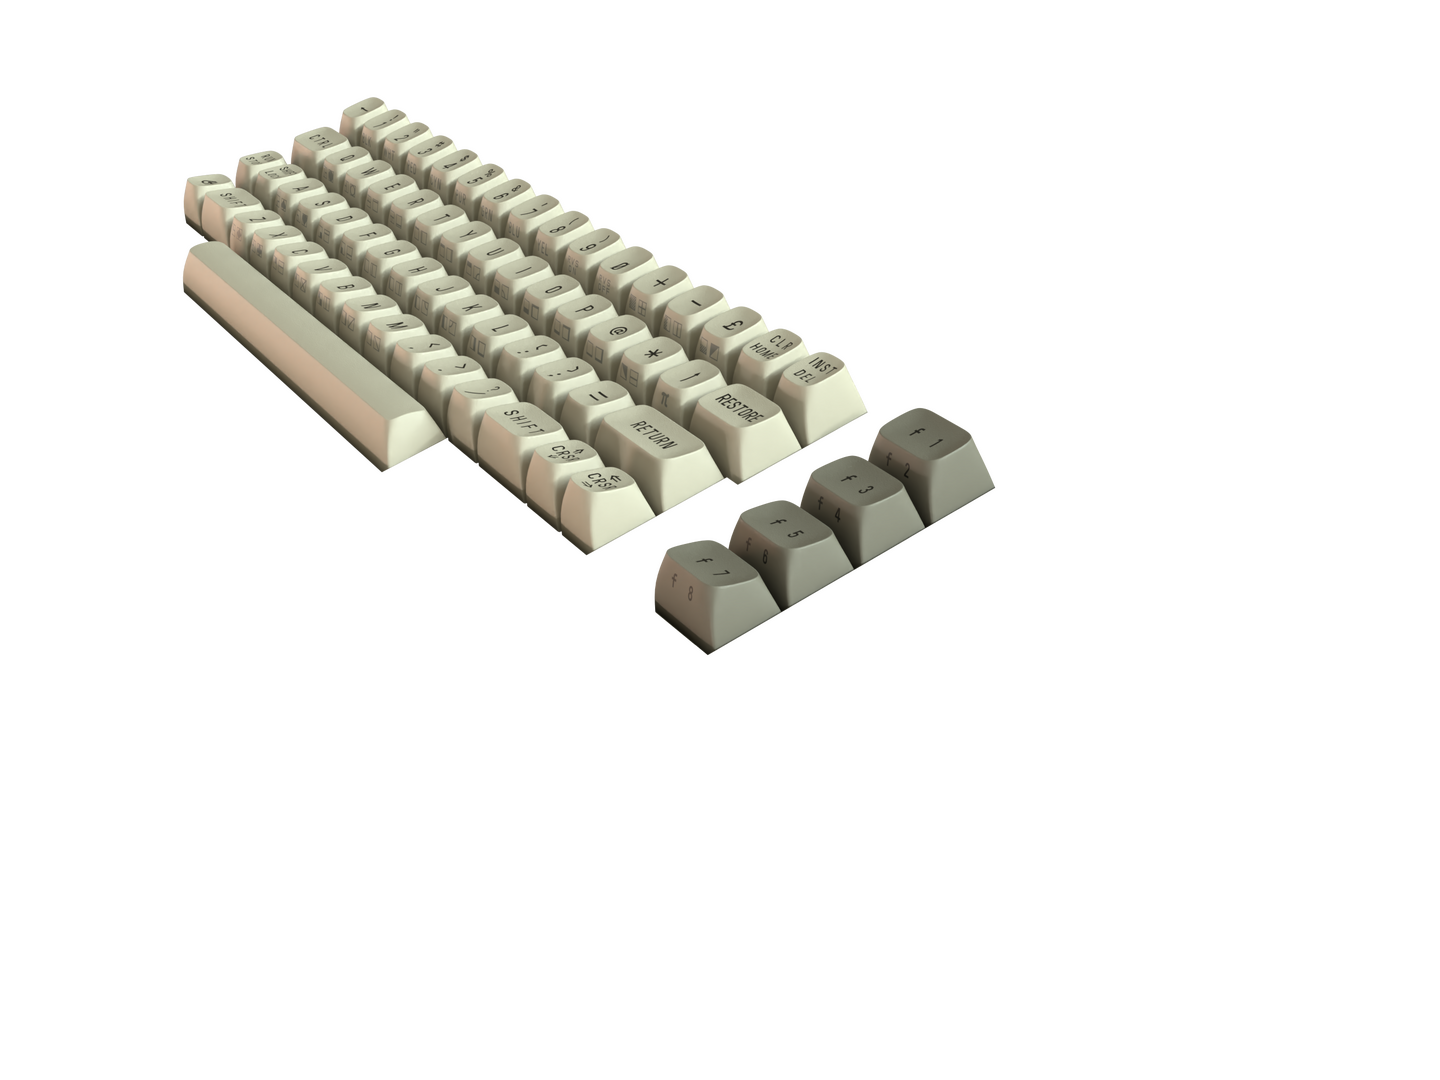 ← ! 1 " 2 # 3 $ 4 % 5 & 6 ' 7 ( 8 ) 9 0 + - £ CLR HOME INST DEL
CTRL Q W E R T Y U I O P @ * ↑ π RESTORE
A S D F G H J K L [ : ] ; = RETURN
SHIFT Z X C V B N M < , > . ? / SHIFT ⇧ CRSR ⇐ CRSR ⇒
f 1
f 2
f 3
f 4
f 5
f 6
f 7
f 8